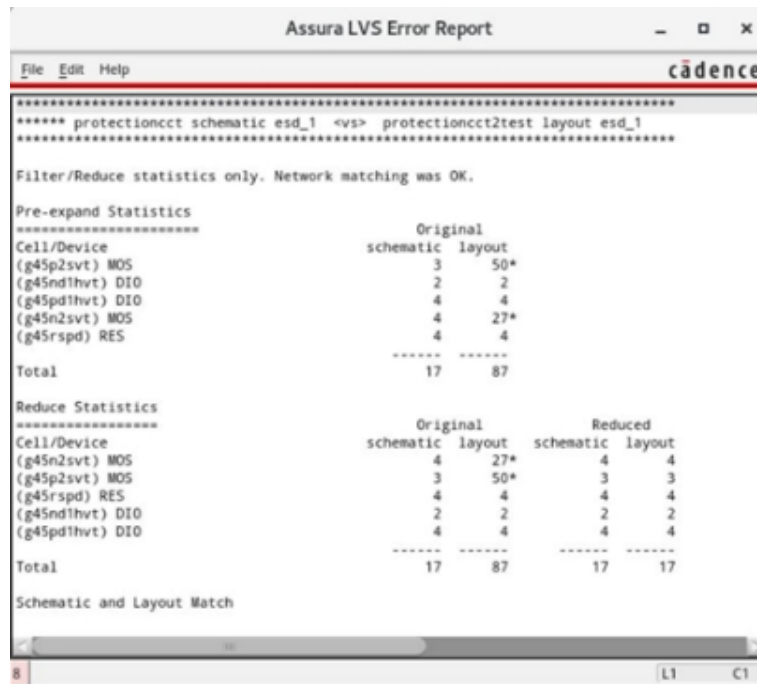 Assura LVS Error Report
File Edit Help
cādence
*******************************************************************************
****** protectioncct schematic esd_1 <vs> protectioncct2test layout esd_1
*******************************************************************************
Filter/Reduce statistics only. Network matching was OK.
Pre-expand Statistics
====================== Original
Cell/Device schematic layout
(g45p2svt) MOS 3 50*
(g45nd1hvt) DIO 2 2
(g45pd1hvt) DIO 4 4
(g45n2svt) MOS 4 27*
(g45rspd) RES 4 4
------ ------
Total 17 87
Reduce Statistics
================= Original Reduced
Cell/Device schematic layout schematic layout
(g45n2svt) MOS 4 27* 4 4
(g45p2svt) MOS 3 50* 3 3
(g45rspd) RES 4 4 4 4
(g45nd1hvt) DIO 2 2 2 2
(g45pd1hvt) DIO 4 4 4 4
------ ------ ------ ------
Total 17 87 17 17
Schematic and Layout Match
8 L1 C1